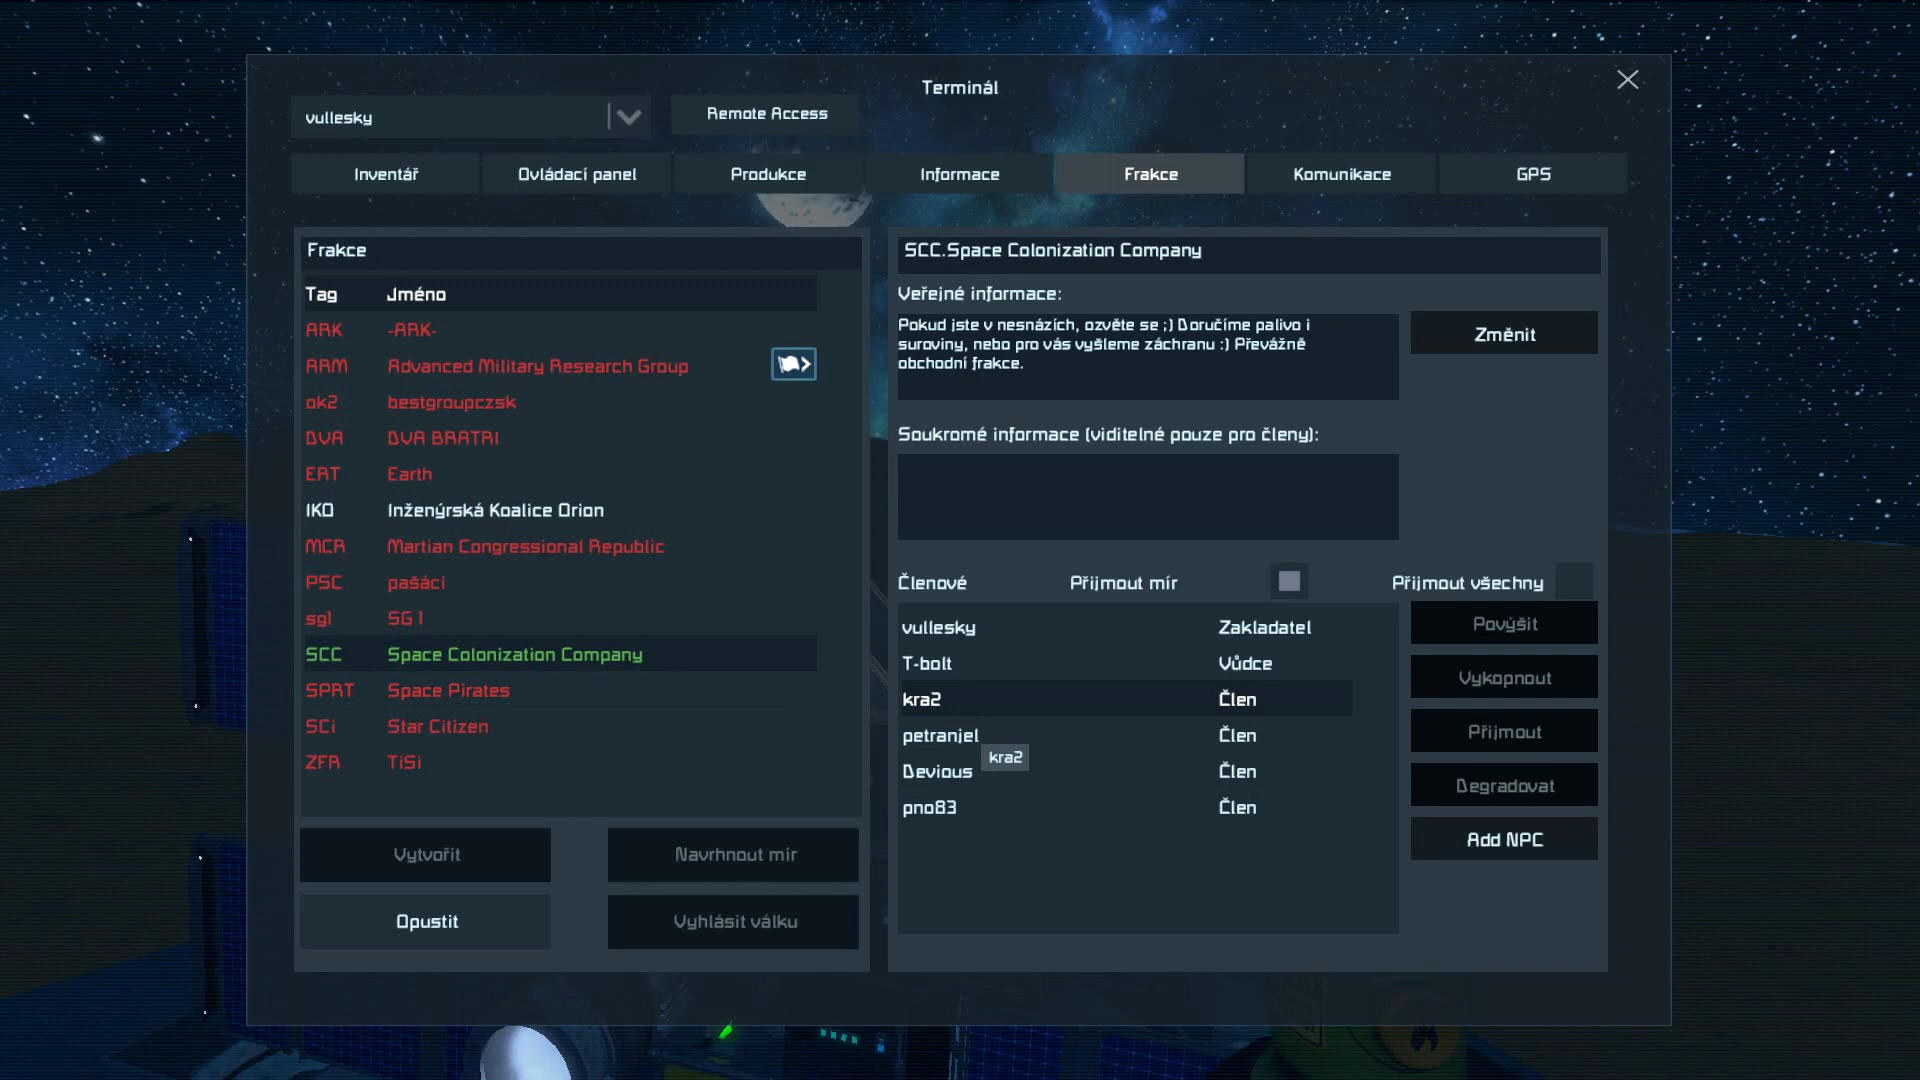 Terminál
vullesky
Remote Access
Inventář
Ovládací panel
Produkce
Informace
Frakce
Komunikace
GPS
Frakce
Tag Jméno
ARK -ARK-
ARM Advanced Military Research Group
ok2 bestgroupczsk
DVA DVA BRATRI
ERT Earth
IKO Inženýrská Koalice Orion
MCR Martian Congressional Republic
PSC pašáci
sg1 SG 1
SCC Space Colonization Company
SPRT Space Pirates
SCi Star Citizen
ZFR TiSi
Vytvořit
Navrhnout mír
Opustit
Vyhlásit válku
SCC.Space Colonization Company
Veřejné informace:
Pokud jste v nesnázích, ozvěte se ;) Doručíme palivo i
suroviny, nebo pro vás vyšleme záchranu :) Převážně
obchodní frakce.
Změnit
Soukromé informace (viditelné pouze pro členy):
Členové
Přijmout mír
Přijmout všechny
vullesky Zakladatel
T-bolt Vůdce
kra2 Člen
petranjel Člen
kra2
Devious Člen
pno83 Člen
Povýšit
Vykopnout
Přijmout
Degradovat
Add NPC